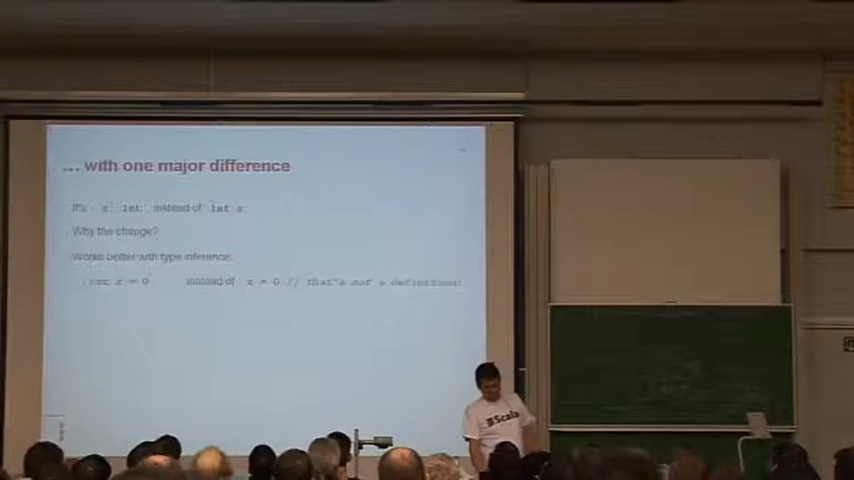 ... with one major difference
It's x: Int instead of Int x
Why the change?
Works better with type inference:
var x = 0 instead of x = 0 // that's not a definition!
Scala